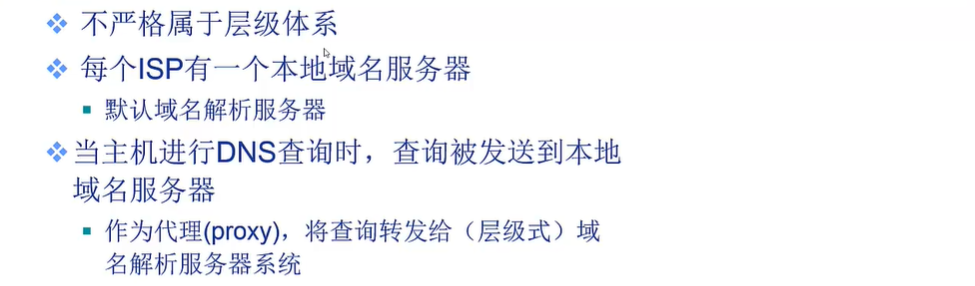 不严格属于层级体系
每个ISP有一个本地域名服务器
默认域名解析服务器
当主机进行DNS查询时，查询被发送到本地
域名服务器
作为代理(proxy)，将查询转发给（层级式）域
名解析服务器系统